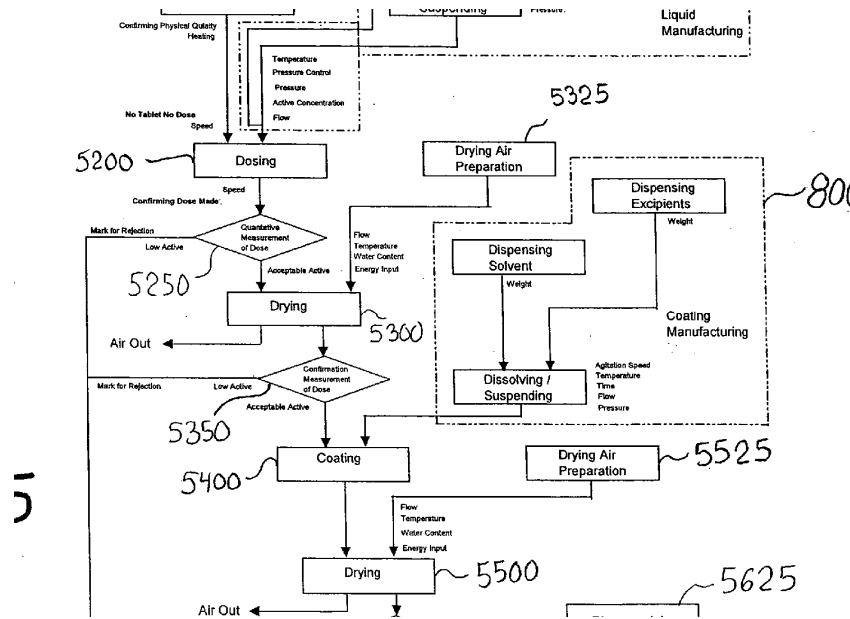 Suspending
Pressure.
Liquid
Manufacturing
Confirming Physical Qutatty
Heating
Temperature
Pressure Control
Pressure
Active Concentration
Flow
No Tablet No Dose
Speed
5325
5200
Dosing
Drying Air
Preparation
Dispensing
Excipients
800
Weight
Speed
Confirming Dose Made
Mark for Rejection
Low Active
Quantative
Measurement
of Dose
5250
Acceptable Active
Flow
Temperature
Water Content
Energy Input
Dispensing
Solvent
Weight
Coating
Manufacturing
Drying
5300
Air Out
Mark for Rejection
Low Active
Confirmation
Measurement
of Dose
5350
Acceptable Active
Dissolving /
Suspending
Agitation Speed
Temperature
Time
Flow
Pressure
Coating
5400
Drying Air
Preparation
5525
Flow
Temperature
Water Content
Energy Input
Drying
5500
Air Out
5625